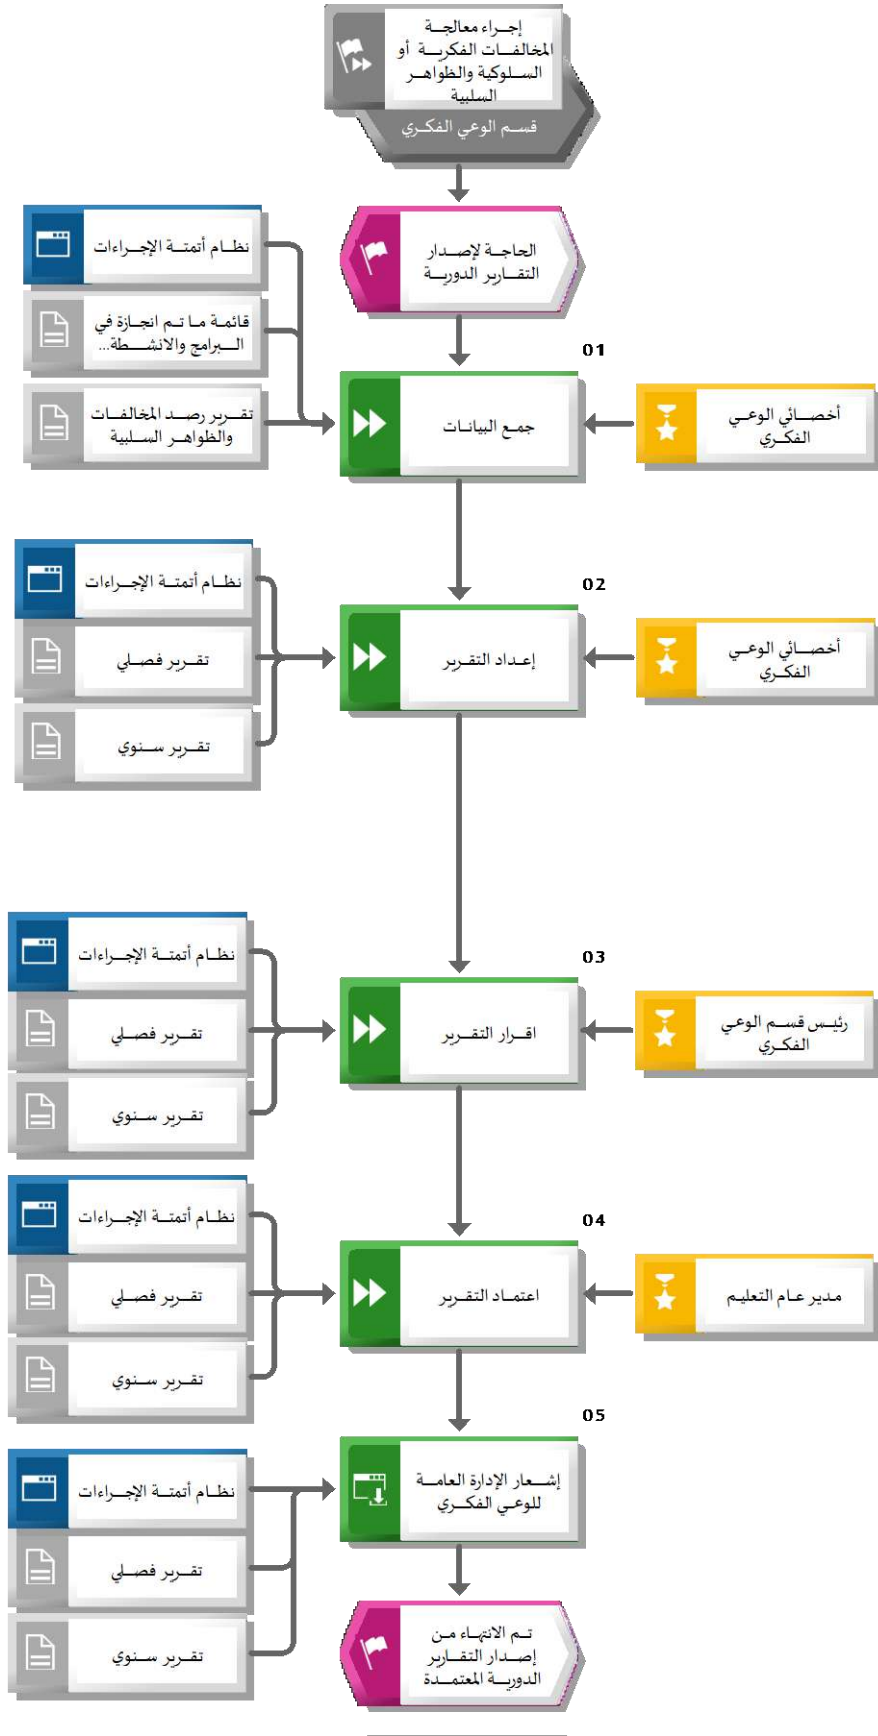 إجراء معالجة
المخالفات الفكرية أو
السلوكية والظواهر
السلبية
قسم الوعي الفكري
الحاجة لإصدار
التقارير الدورية
نظام أتمتة الإجراءات
قائمة ما تم انجازة في
البرامج والانشطة...
تقرير رصد المخالفات
والظواهر السلبية
01
جمع البيانات
أخصائي الوعي
الفكري
02
نظام أتمتة الإجراءات
تقرير فصلي
تقرير سنوي
إعداد التقرير
أخصائي الوعي
الفكري
03
نظام أتمتة الإجراءات
تقرير فصلي
تقرير سنوي
اقرار التقرير
رئيس قسم الوعي
الفكري
04
نظام أتمتة الإجراءات
تقرير فصلي
تقرير سنوي
اعتماد التقرير
مدير عام التعليم
05
نظام أتمتة الإجراءات
تقرير فصلي
تقرير سنوي
إشعار الإدارة العامة
للوعي الفكري
تم الانتهاء من
إصدار التقارير
الدورية المعتمدة